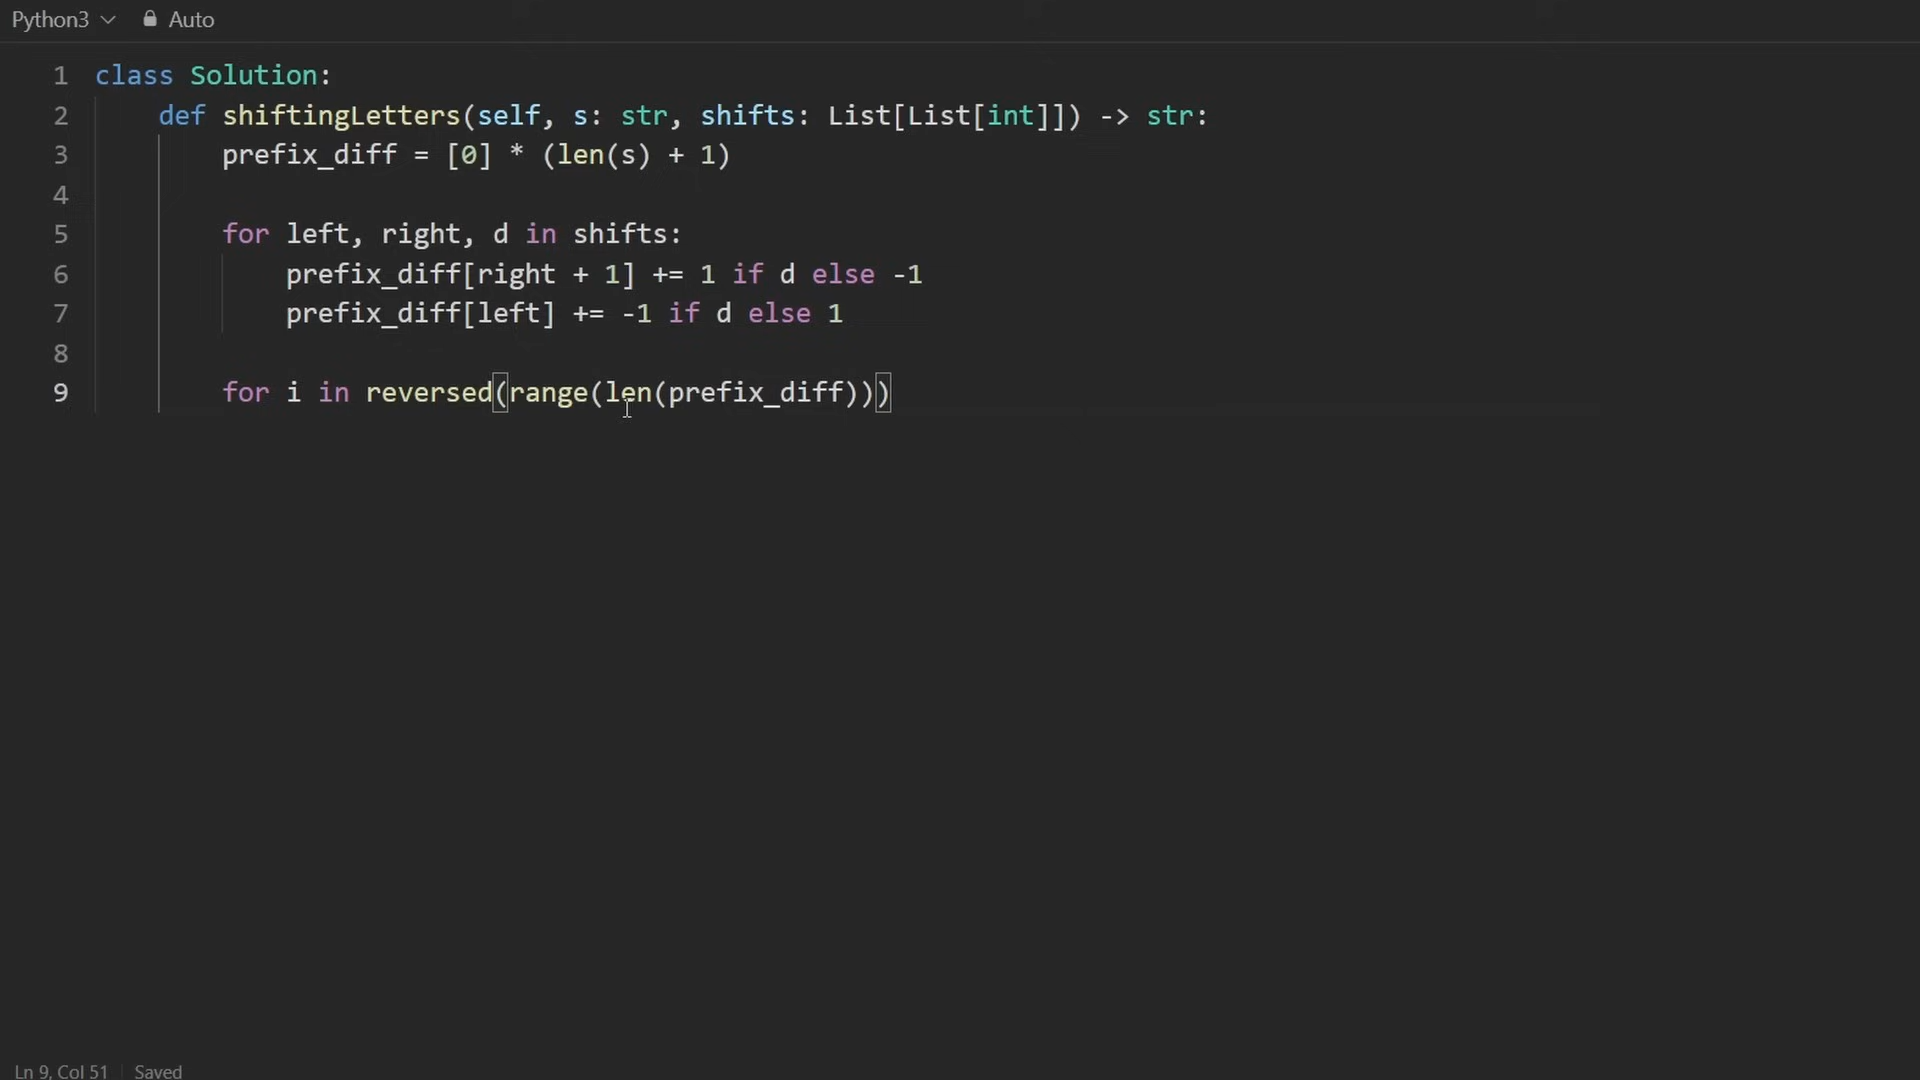 Python3 Auto
1 class Solution:
2     def shiftingLetters(self, s: str, shifts: List[List[int]]) -> str:
3         prefix_diff = [0] * (len(s) + 1)
4
5         for left, right, d in shifts:
6             prefix_diff[right + 1] += 1 if d else -1
7             prefix_diff[left] += -1 if d else 1
8
9         for i in reversed(range(len(prefix_diff)))
Ln 9, Col 51 Saved